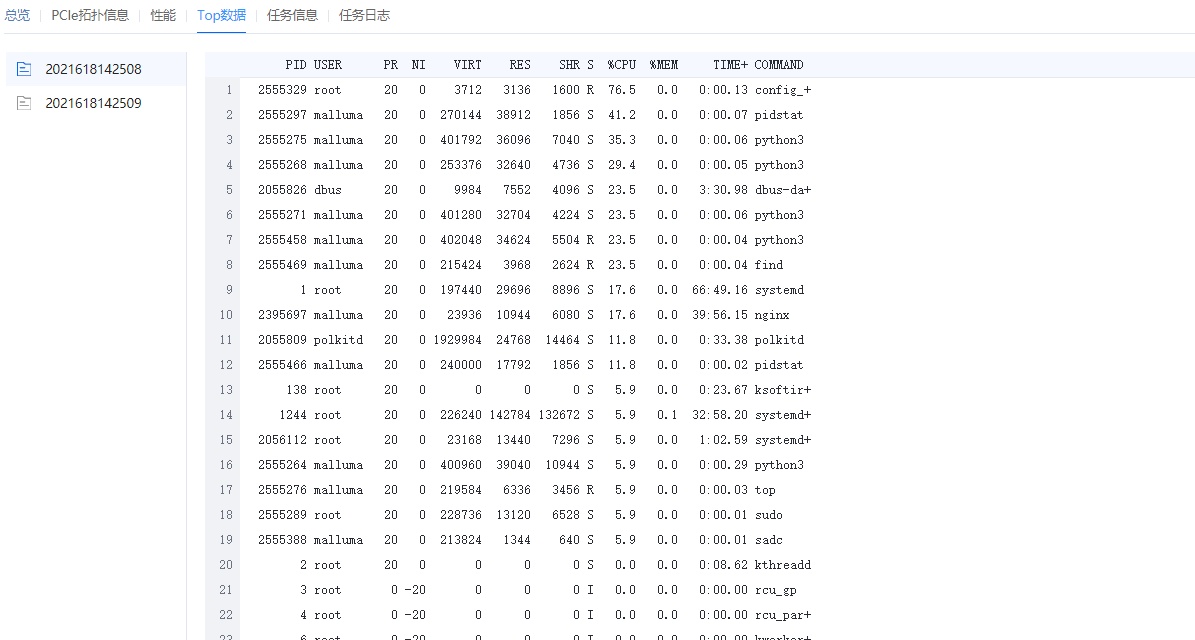 总览 PCIe拓扑信息 性能 Top数据 任务信息 任务日志
2021618142508
2021618142509
PID USER PR NI VIRT RES SHR S %CPU %MEM TIME+ COMMAND
1 2555329 root 20 0 3712 3136 1600 R 76.5 0.0 0:00.13 config_+
2 2555297 malluma 20 0 270144 38912 1856 S 41.2 0.0 0:00.07 pidstat
3 2555275 malluma 20 0 401792 36096 7040 S 35.3 0.0 0:00.06 python3
4 2555268 malluma 20 0 253376 32640 4736 S 29.4 0.0 0:00.05 python3
5 2055826 dbus 20 0 9984 7552 4096 S 23.5 0.0 3:30.98 dbus-da+
6 2555271 malluma 20 0 401280 32704 4224 S 23.5 0.0 0:00.06 python3
7 2555458 malluma 20 0 402048 34624 5504 R 23.5 0.0 0:00.04 python3
8 2555469 malluma 20 0 215424 3968 2624 R 23.5 0.0 0:00.04 find
9 1 root 20 0 197440 29696 8896 S 17.6 0.0 66:49.16 systemd
10 2395697 malluma 20 0 23936 10944 6080 S 17.6 0.0 39:56.15 nginx
11 2055809 polkitd 20 0 1929984 24768 14464 S 11.8 0.0 0:33.38 polkitd
12 2555466 malluma 20 0 240000 17792 1856 S 11.8 0.0 0:00.02 pidstat
13 138 root 20 0 0 0 0 S 5.9 0.0 0:23.67 ksoftir+
14 1244 root 20 0 226240 142784 132672 S 5.9 0.1 32:58.20 systemd+
15 2056112 root 20 0 23168 13440 7296 S 5.9 0.0 1:02.59 systemd+
16 2555264 malluma 20 0 400960 39040 10944 S 5.9 0.0 0:00.29 python3
17 2555276 malluma 20 0 219584 6336 3456 R 5.9 0.0 0:00.03 top
18 2555289 root 20 0 228736 13120 6528 S 5.9 0.0 0:00.01 sudo
19 2555388 malluma 20 0 213824 1344 640 S 5.9 0.0 0:00.01 sadc
20 2 root 20 0 0 0 0 S 0.0 0.0 0:08.62 kthreadd
21 3 root 0 -20 0 0 0 I 0.0 0.0 0:00.00 rcu_gp
22 4 root 0 -20 0 0 0 I 0.0 0.0 0:00.00 rcu_par+
23 6 root 0 -20 0 0 0 I 0.0 0.0 0:00.00 kworker+